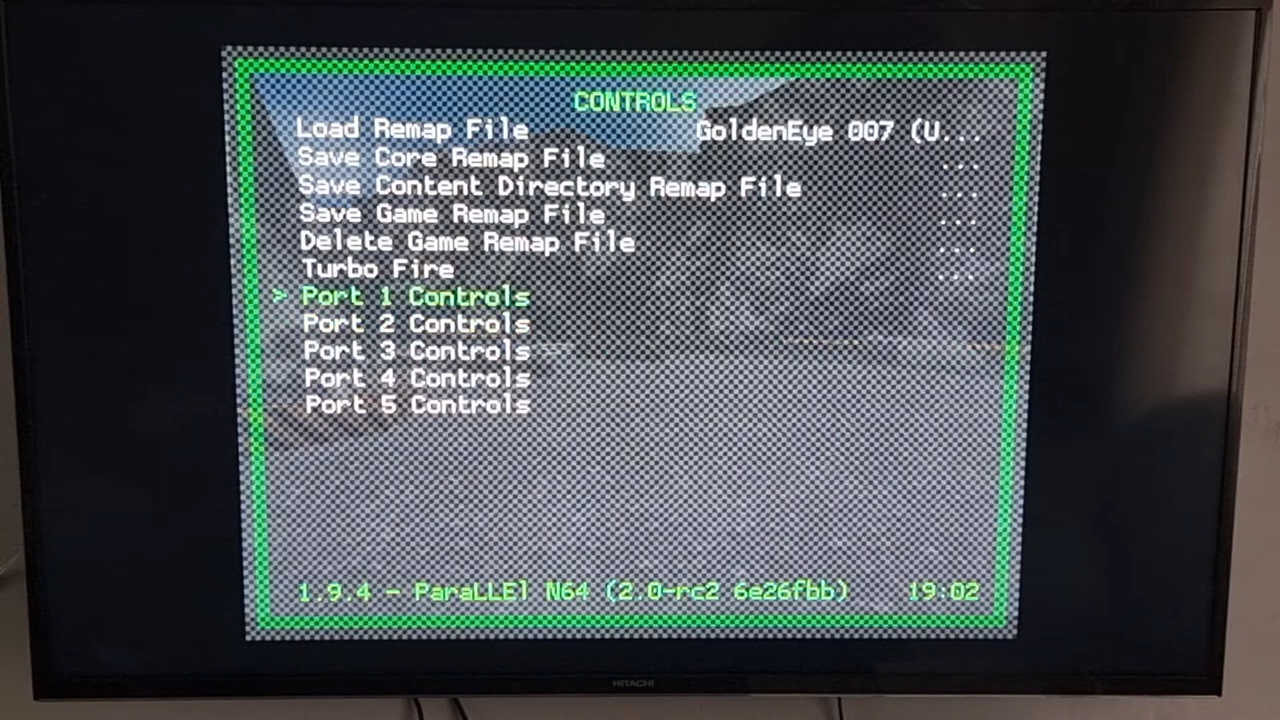 CONTROLS
Load Remap File GoldenEye 007 (U...
Save Core Remap File ...
Save Content Directory Remap File ...
Save Game Remap File ...
Delete Game Remap File ...
Turbo Fire ...
> Port 1 Controls
Port 2 Controls
Port 3 Controls
Port 4 Controls
Port 5 Controls
1.9.4 - ParaLLEl N64 (2.0-rc2 6e26fbb) 19:02
HITACHI